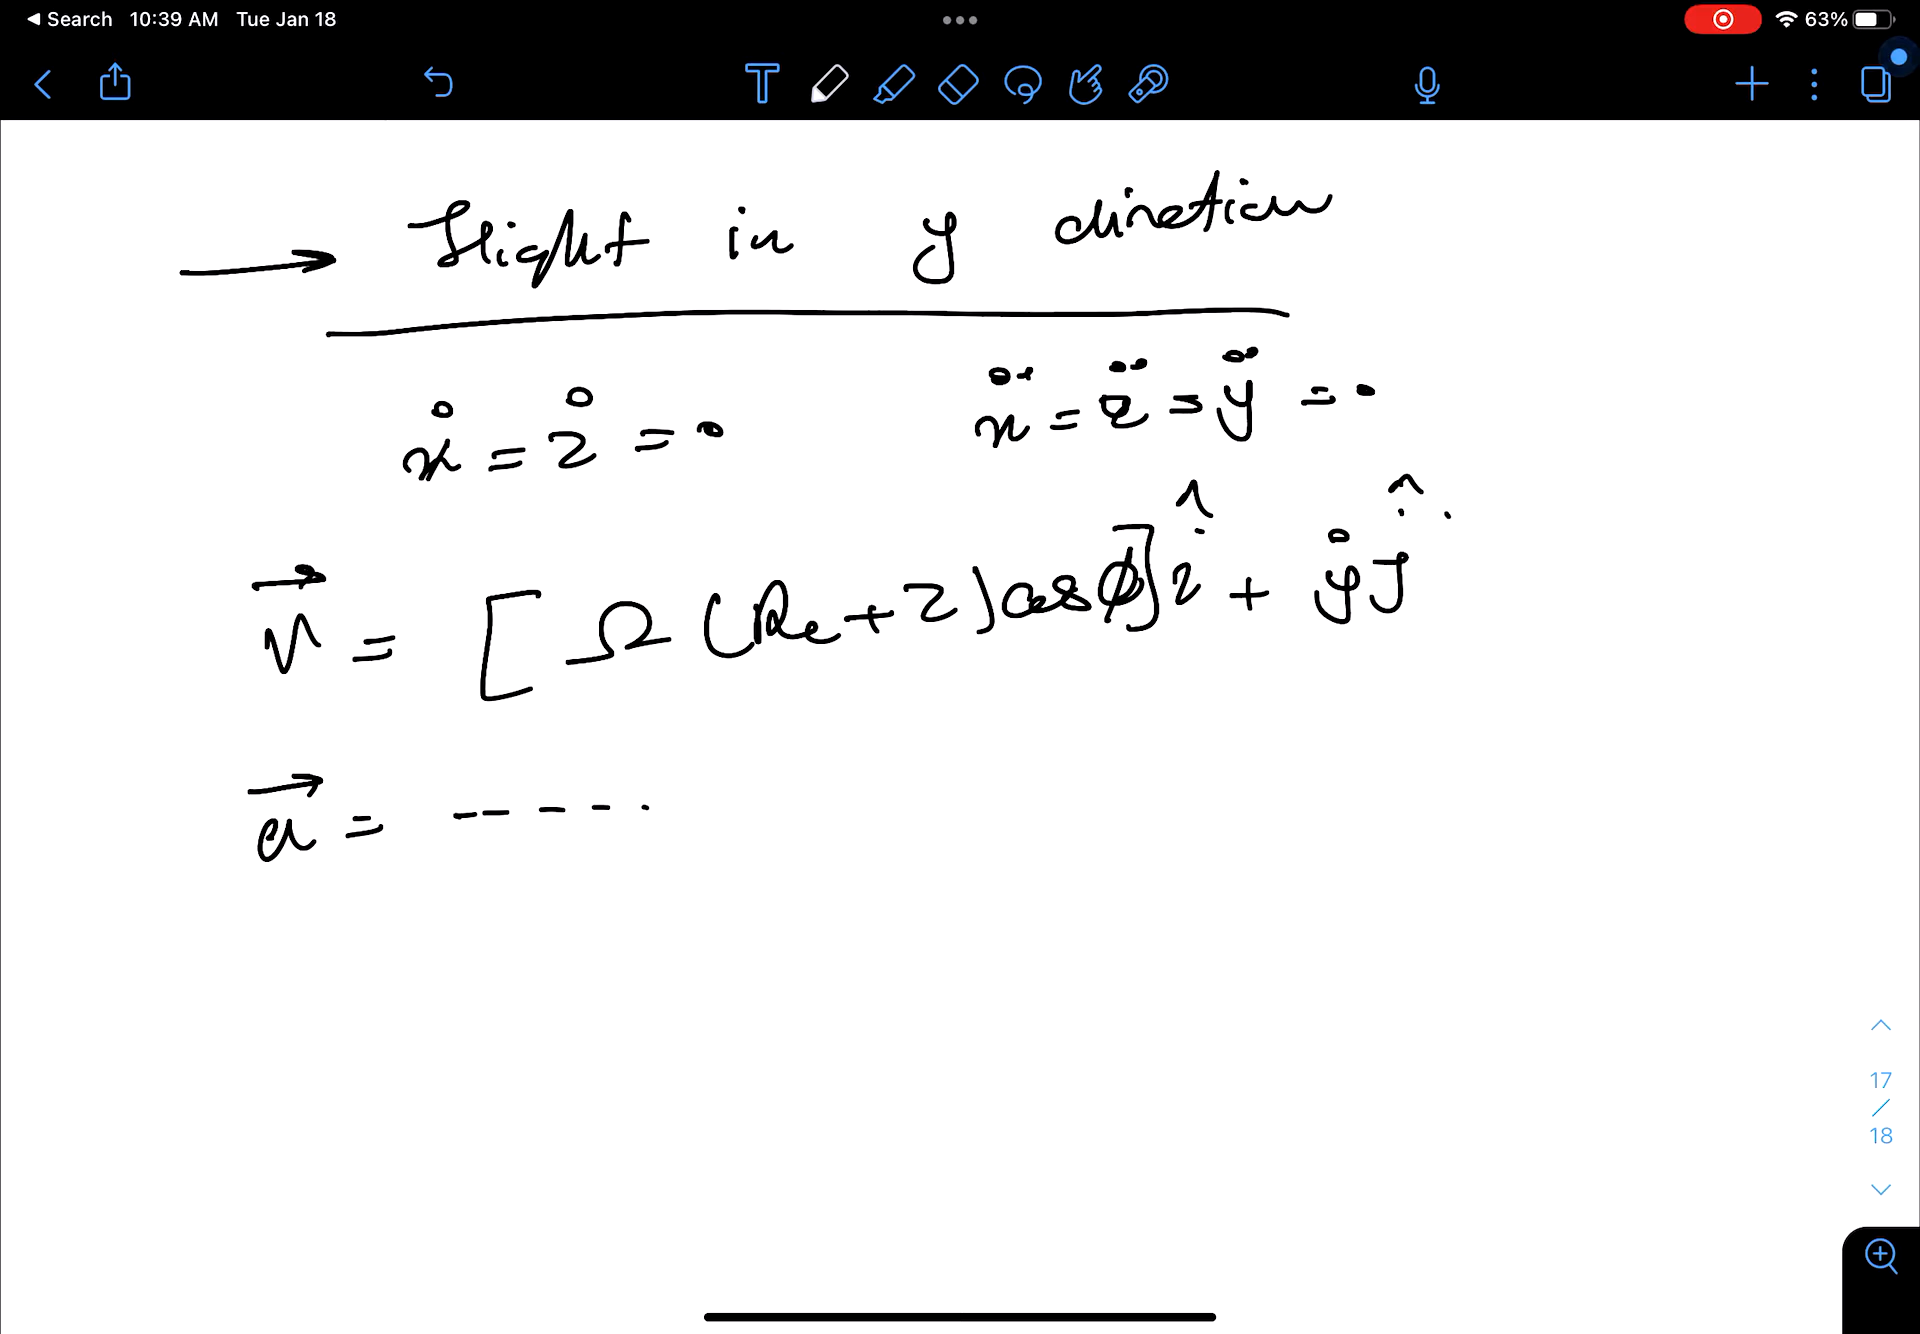 Search 10:39 AM Tue Jan 18 63%
→ Flight in y direction
ẋ = ż = 0 ẍ = z̈ = ÿ = 0
v⃗ = [Ω (Re + z) cos ϕ] î + ẏ ĵ
a⃗ = -- - - .
17
/
18